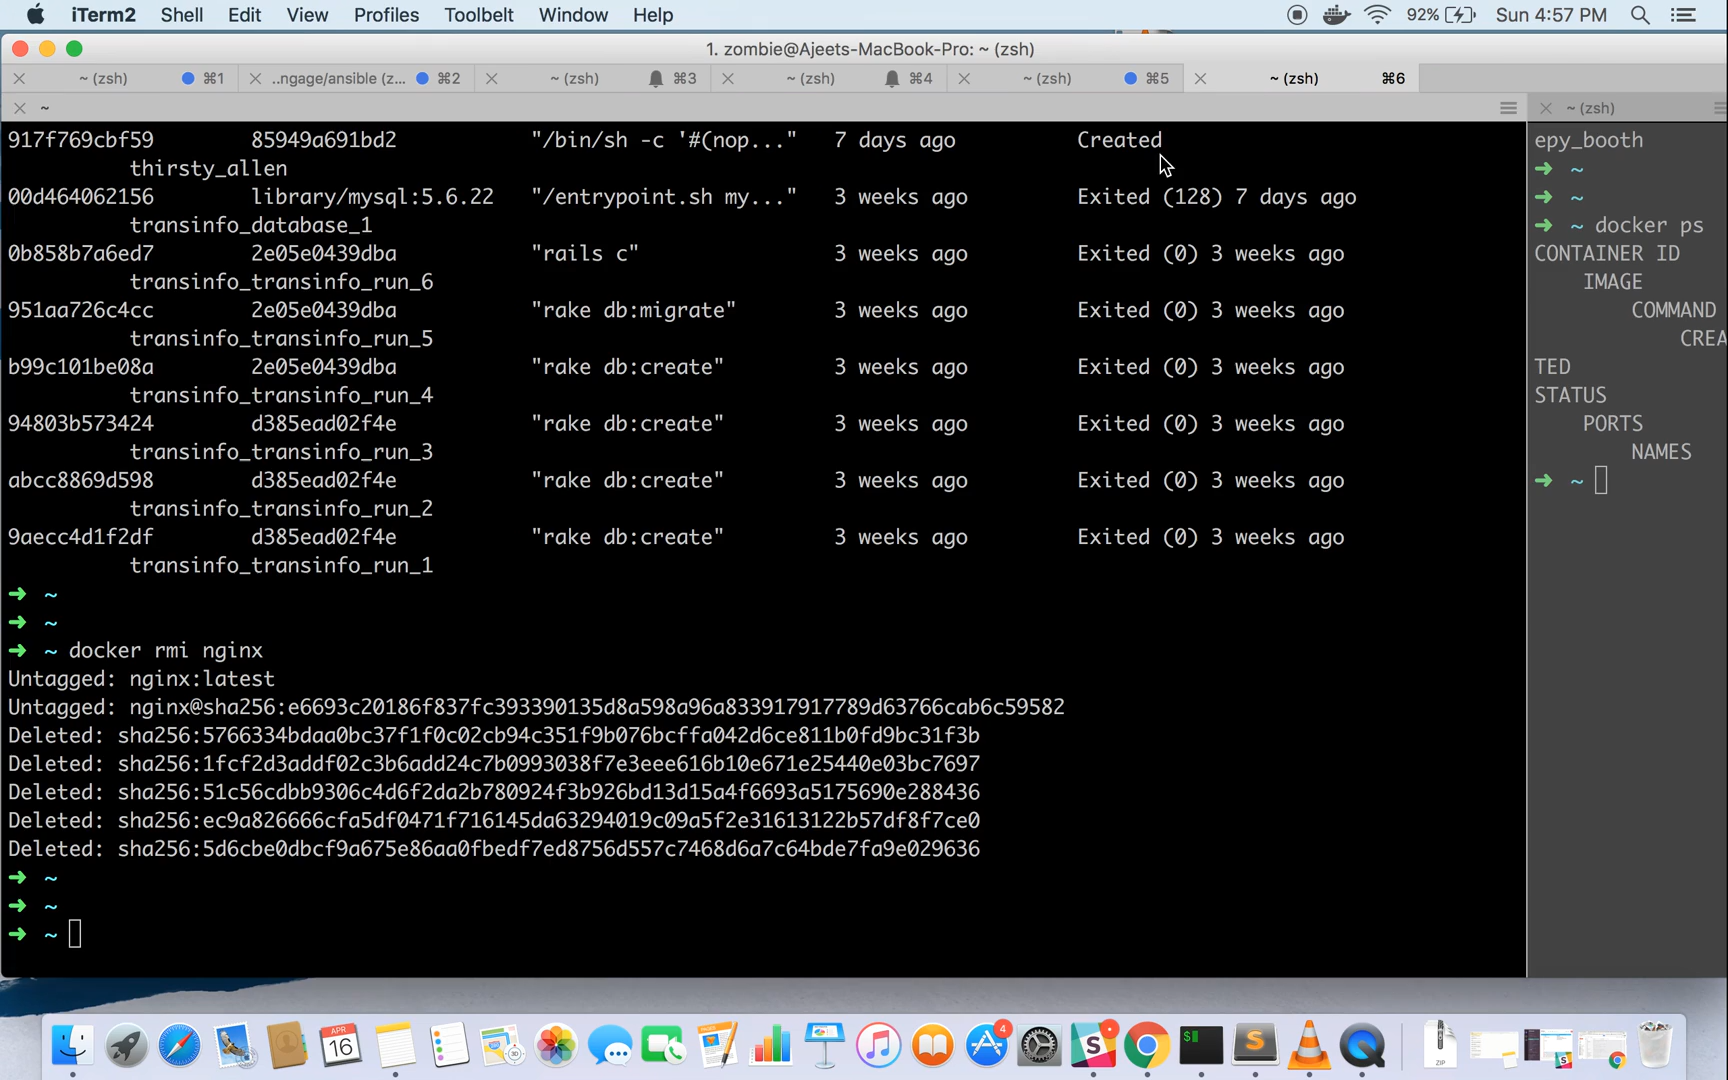 iTerm2 Shell Edit View Profiles Toolbelt Window Help 92% Sun 4:57 PM
1. zombie@Ajeets-MacBook-Pro: ~ (zsh)
~ (zsh) ⌘1 ..ngage/ansible (z... ⌘2 ~ (zsh) ⌘3 ~ (zsh) ⌘4 ~ (zsh) ⌘5 ~ (zsh) ⌘6
~
917f769cbf59 85949a691bd2 "/bin/sh -c '#(nop..." 7 days ago Created
thirsty_allen
00d464062156 library/mysql:5.6.22 "/entrypoint.sh my..." 3 weeks ago Exited (128) 7 days ago
transinfo_database_1
0b858b7a6ed7 2e05e0439dba "rails c" 3 weeks ago Exited (0) 3 weeks ago
transinfo_transinfo_run_6
951aa726c4cc 2e05e0439dba "rake db:migrate" 3 weeks ago Exited (0) 3 weeks ago
transinfo_transinfo_run_5
b99c101be08a 2e05e0439dba "rake db:create" 3 weeks ago Exited (0) 3 weeks ago
transinfo_transinfo_run_4
94803b573424 d385ead02f4e "rake db:create" 3 weeks ago Exited (0) 3 weeks ago
transinfo_transinfo_run_3
abcc8869d598 d385ead02f4e "rake db:create" 3 weeks ago Exited (0) 3 weeks ago
transinfo_transinfo_run_2
9aecc4d1f2df d385ead02f4e "rake db:create" 3 weeks ago Exited (0) 3 weeks ago
transinfo_transinfo_run_1
➜ ~
➜ ~
➜ ~ docker rmi nginx
Untagged: nginx:latest
Untagged: nginx@sha256:e6693c20186f837fc393390135d8a598a96a833917917789d63766cab6c59582
Deleted: sha256:5766334bdaa0bc37f1f0c02cb94c351f9b076bcffa042d6ce811b0fd9bc31f3b
Deleted: sha256:1fcf2d3addf02c3b6add24c7b0993038f7e3eee616b10e671e25440e03bc7697
Deleted: sha256:51c56cdbb9306c4d6f2da2b780924f3b926bd13d15a4f6693a5175690e288436
Deleted: sha256:ec9a826666cfa5df0471f716145da63294019c09a5f2e31613122b57df8f7ce0
Deleted: sha256:5d6cbe0dbcf9a675e86aa0fbedf7ed8756d557c7468d6a7c64bde7fa9e029636
➜ ~
➜ ~
➜ ~
~ (zsh)
epy_booth
➜ ~
➜ ~
➜ ~ docker ps
CONTAINER ID
IMAGE
COMMAND
CREA
TED
STATUS
PORTS
NAMES
➜ ~
APR
16
3D
4
$
S
ZIP